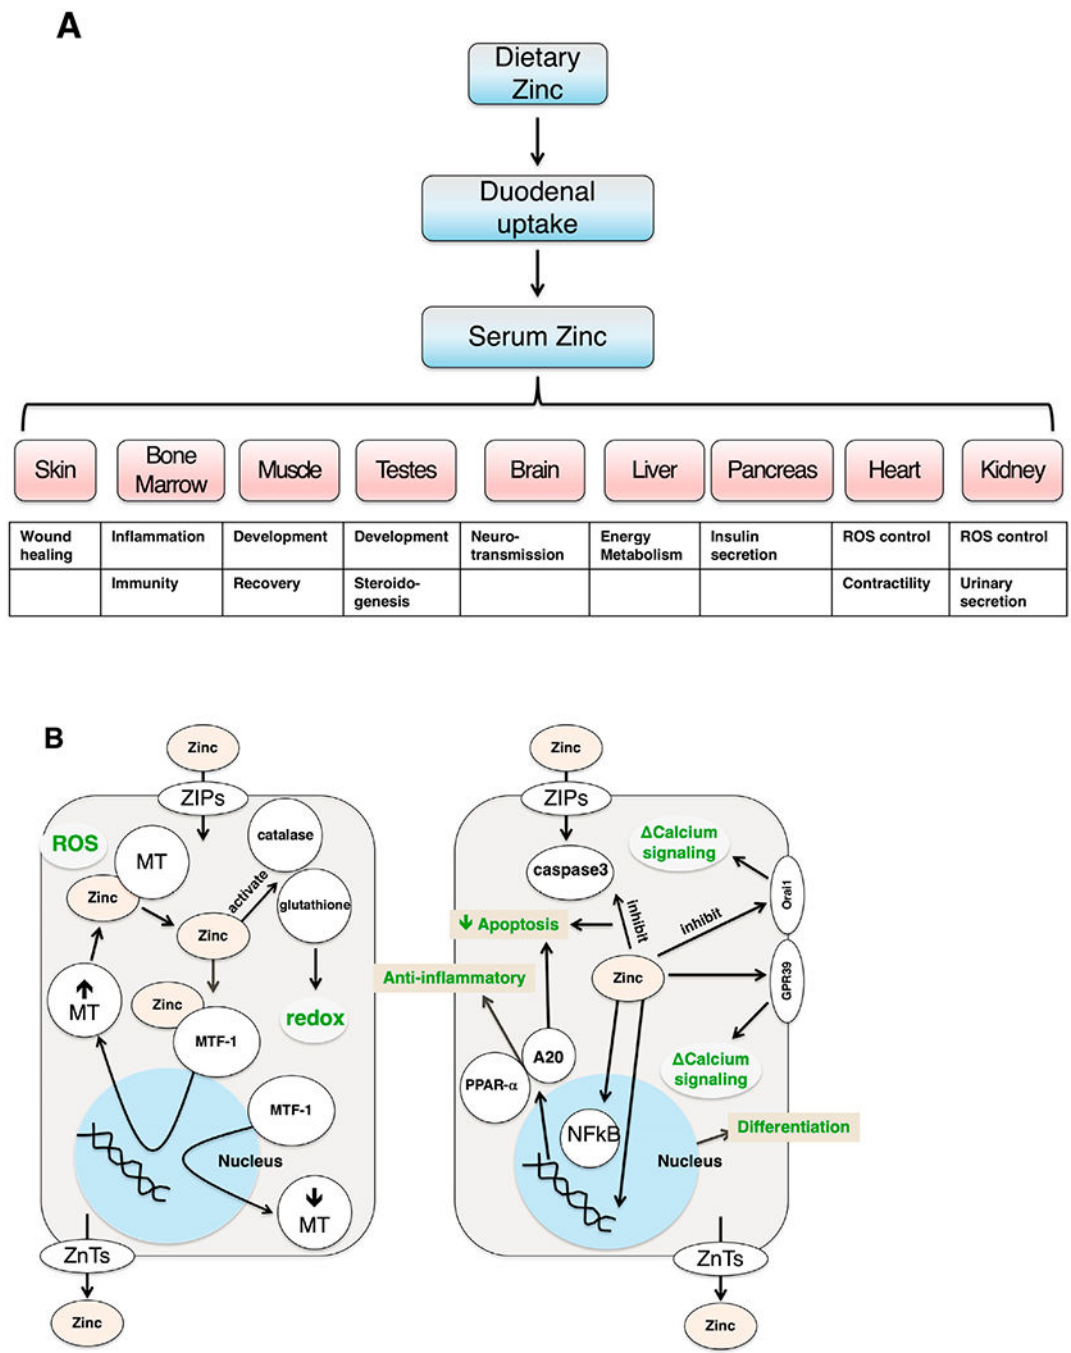 A
Dietary
Zinc
Duodenal
uptake
Serum Zinc
Skin
Bone
Marrow
Muscle
Testes
Brain
Liver
Pancreas
Heart
Kidney
Wound
healing
Inflammation
Development
Development
Neuro-
transmission
Energy
Metabolism
Insulin
secretion
ROS control
ROS control
Immunity
Recovery
Steroido-
genesis
Contractility
Urinary
secretion
B
Zinc
ZIPs
ROS
MT
catalase
Zinc
activate
glutathione
Zinc
↑
MT
Zinc
MTF-1
redox
MTF-1
Nucleus
↓
MT
ZnTs
Zinc
Zinc
ZIPs
ΔCalcium
signaling
caspase3
Oral1
↓ Apoptosis
inhibit
inhibit
Anti-inflammatory
Zinc
GPR39
A20
PPAR-α
ΔCalcium
signaling
NFkB
Differentiation
Nucleus
ZnTs
Zinc